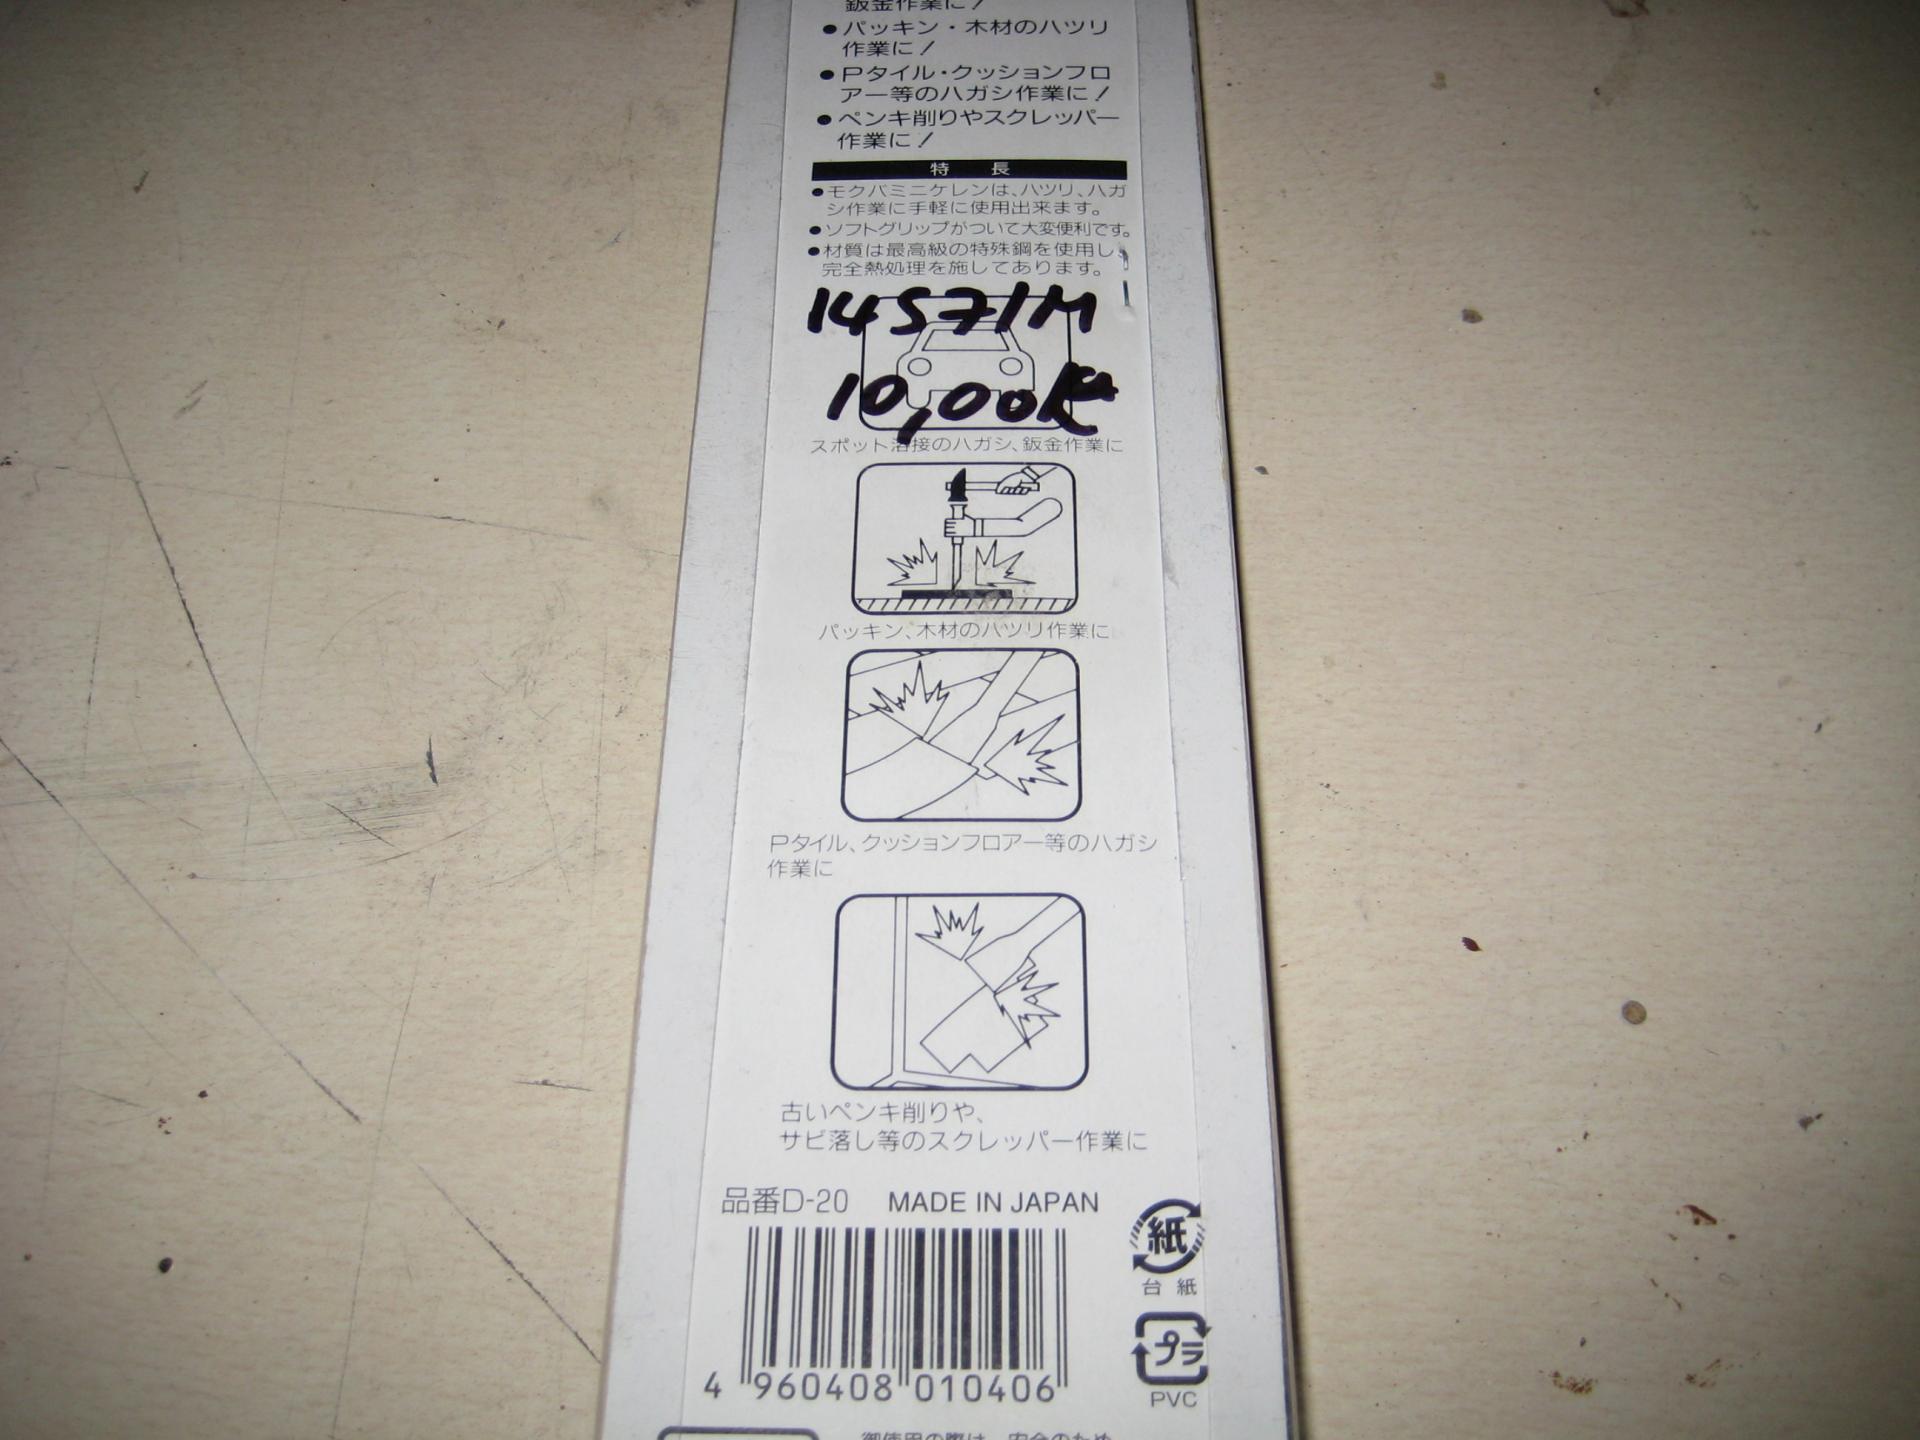 鈑金作業に!
●パッキン・木材のハツリ
作業に!
●Pタイル・クッションフロ
アー等のハガシ作業に!
●ペンキ削りやスクレッパー
作業に!
特 長
●モクバミニケレンは、ハツリ、ハガ
シ作業に手軽に使用出来ます。
●ソフトグリップがついて大変便利です。
●材質は最高級の特殊鋼を使用し、
完全熱処理を施してあります。
スポット溶接のハガシ、鈑金作業に
パッキン、木材のハツリ作業に
Pタイル、クッションフロアー等のハガシ
作業に
古いペンキ削りや、
サビ落し等のスクレッパー作業に
品番D-20 MADE IN JAPAN
紙
台 紙
プラ
PVC
4 960408 010406
御使用の際は、安全のため